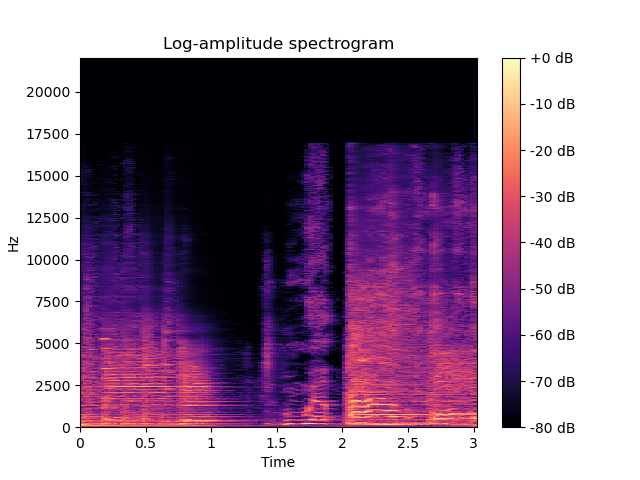 Log-amplitude spectrogram
20000
17500
15000
12500
10000
7500
5000
2500
0
Hz
0 0.5 1 1.5 2 2.5 3
Time
+0 dB
-10 dB
-20 dB
-30 dB
-40 dB
-50 dB
-60 dB
-70 dB
-80 dB